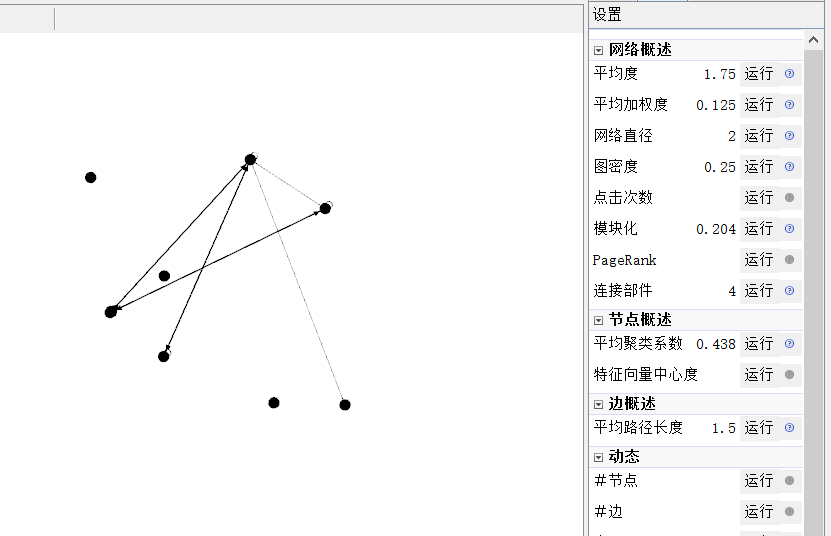 设置
网络概述
平均度 1.75 运行
平均加权度 0.125 运行
网络直径 2 运行
图密度 0.25 运行
点击次数 运行
模块化 0.204 运行
PageRank 运行
连接部件 4 运行
节点概述
平均聚类系数 0.438 运行
特征向量中心度 运行
边概述
平均路径长度 1.5 运行
动态
#节点 运行
#边 运行